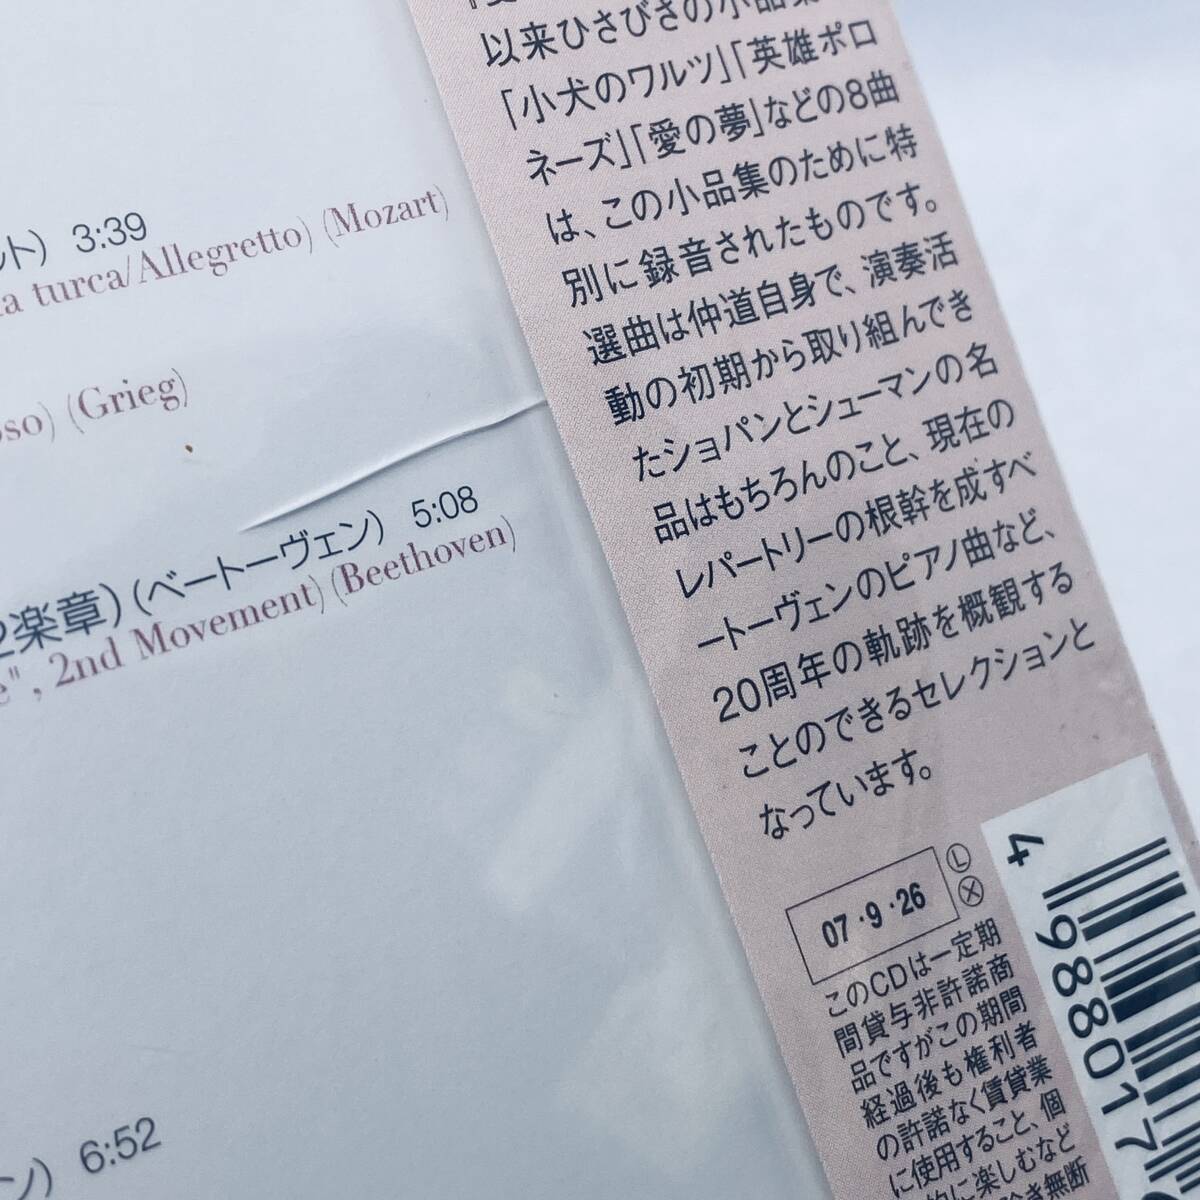 ルト) 3:39
la turca/Allegretto) (Mozart)
oso) (Grieg)
2楽章) (ベートーヴェン) 5:08
e", 2nd Movement) (Beethoven)
ン) 6:52
以来ひさびさの小品集
「小犬のワルツ」「英雄ポロ
ネーズ」「愛の夢」などの8曲
は、この小品集のために特
別に録音されたものです。
選曲は仲道自身で、演奏活
動の初期から取り組んでき
たショパンとシューマンの名
品はもちろんのこと、現在の
レパートリーの根幹を成すベ
ートーヴェンのピアノ曲など、
20周年の軌跡を概観する
ことのできるセレクションと
なっています。
07・9・26
Ⓛ
Ⓧ
このCDは一定期
間貸与非許諾商
品ですがこの期間
経過後も権利者
の許諾なく賃貸業
に使用すること、個
的に楽しむなど
き無断
4 988017